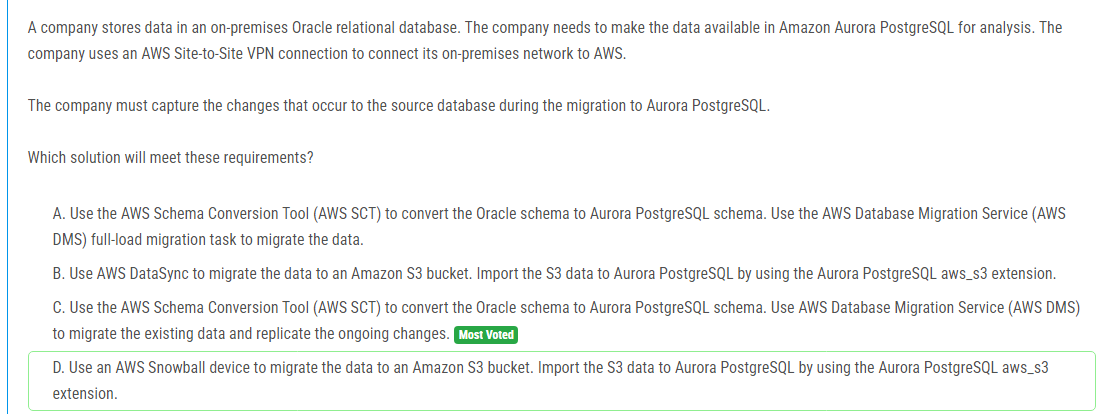 A company stores data in an on-premises Oracle relational database. The company needs to make the data available in Amazon Aurora PostgreSQL for analysis. The
company uses an AWS Site-to-Site VPN connection to connect its on-premises network to AWS.
The company must capture the changes that occur to the source database during the migration to Aurora PostgreSQL.
Which solution will meet these requirements?
A. Use the AWS Schema Conversion Tool (AWS SCT) to convert the Oracle schema to Aurora PostgreSQL schema. Use the AWS Database Migration Service (AWS
DMS) full-load migration task to migrate the data.
B. Use AWS DataSync to migrate the data to an Amazon S3 bucket. Import the S3 data to Aurora PostgreSQL by using the Aurora PostgreSQL aws_s3 extension.
C. Use the AWS Schema Conversion Tool (AWS SCT) to convert the Oracle schema to Aurora PostgreSQL schema. Use AWS Database Migration Service (AWS DMS)
to migrate the existing data and replicate the ongoing changes. Most Voted
D. Use an AWS Snowball device to migrate the data to an Amazon S3 bucket. Import the S3 data to Aurora PostgreSQL by using the Aurora PostgreSQL aws_s3
extension.